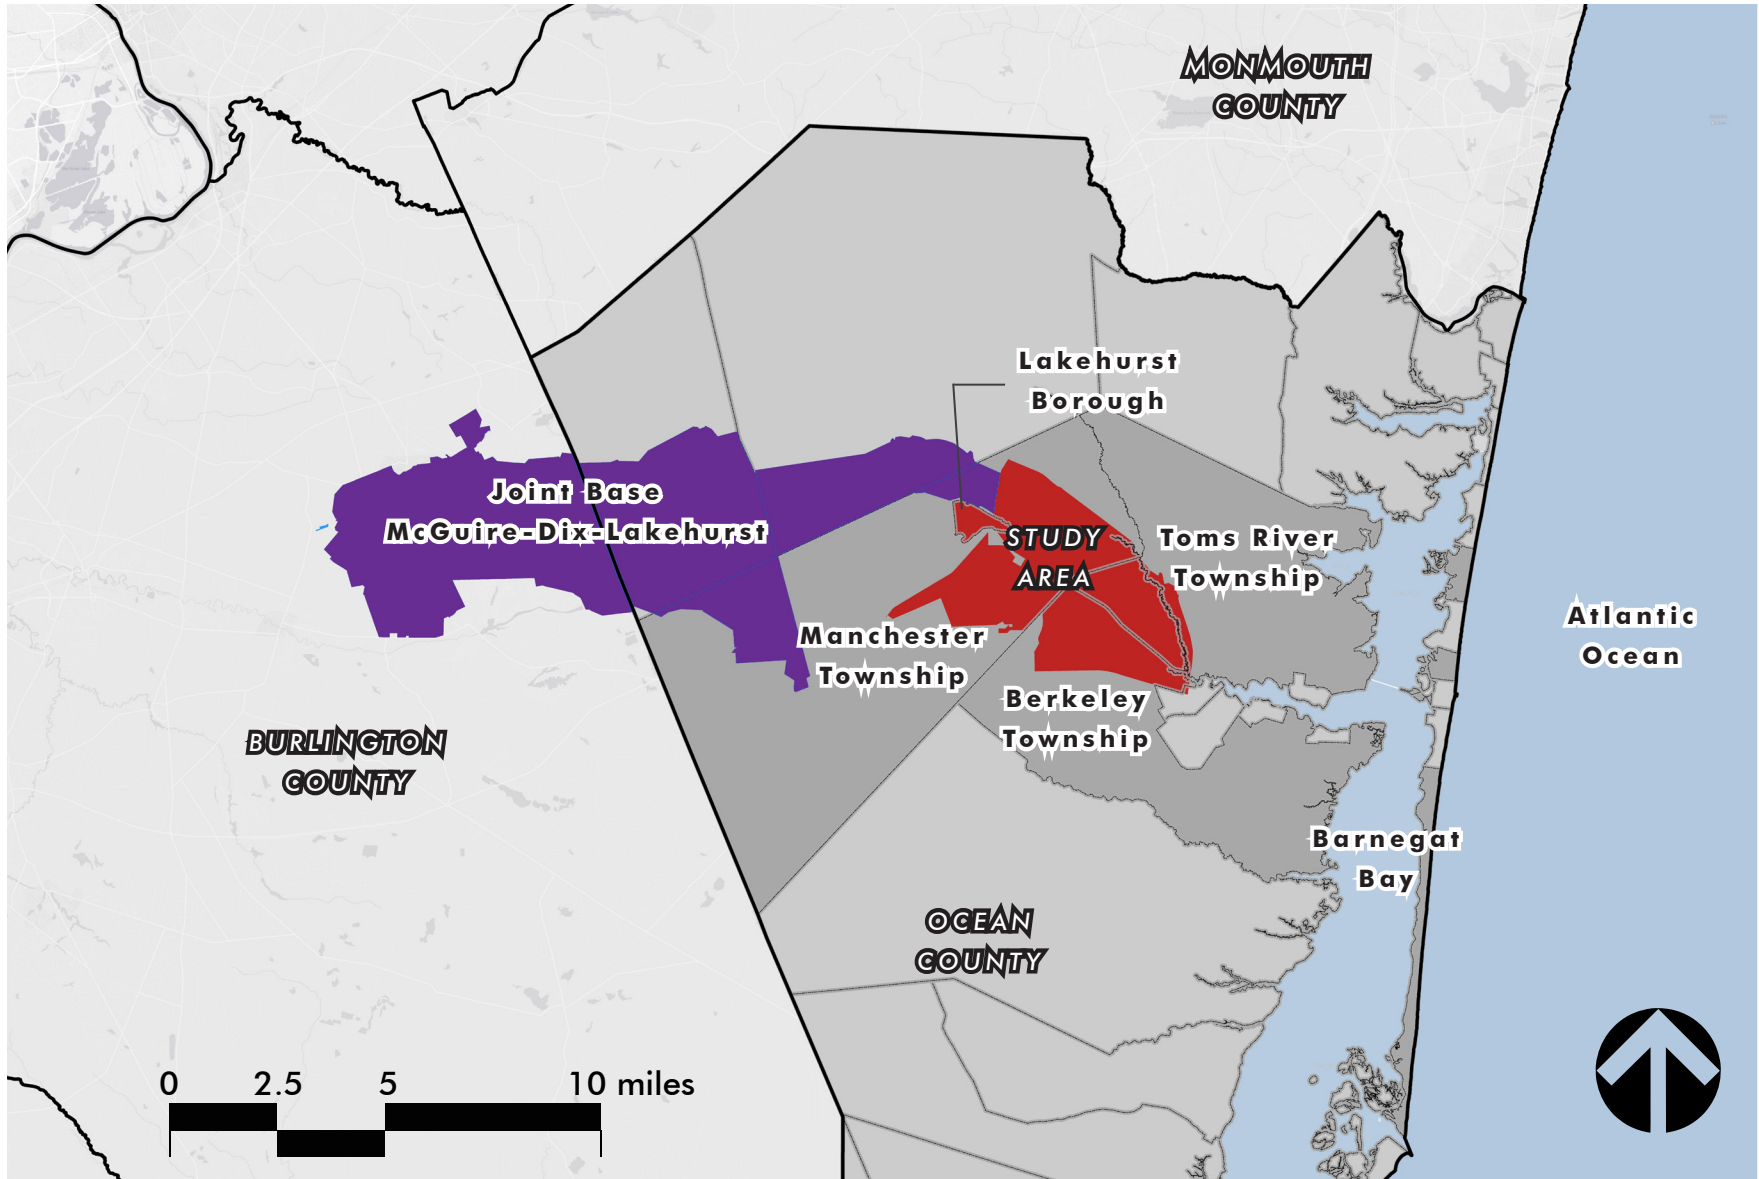 MONMOUTH
COUNTY
Lakehurst
Borough
Joint Base
McGuire-Dix-Lakehurst
STUDY
AREA
Toms River
Township
Manchester
Township
Atlantic
Ocean
Berkeley
Township
BURLINGTON
COUNTY
Barnegat
Bay
OCEAN
COUNTY
0 2.5 5 10 miles